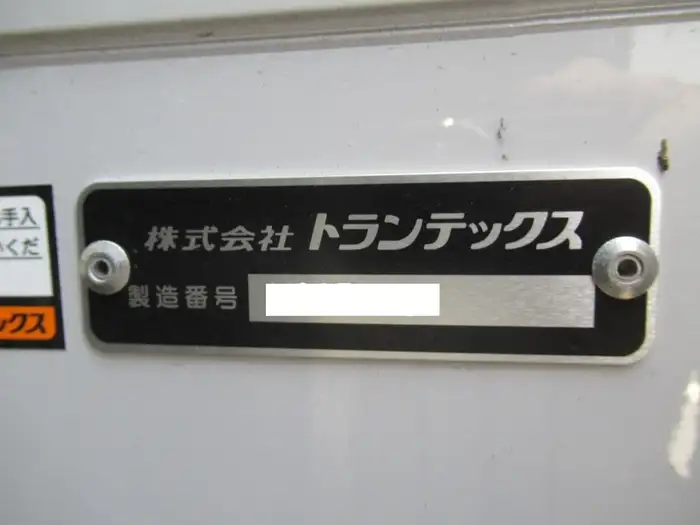 株式会社 トランテックス
製造番号
手入
くだ
ックス